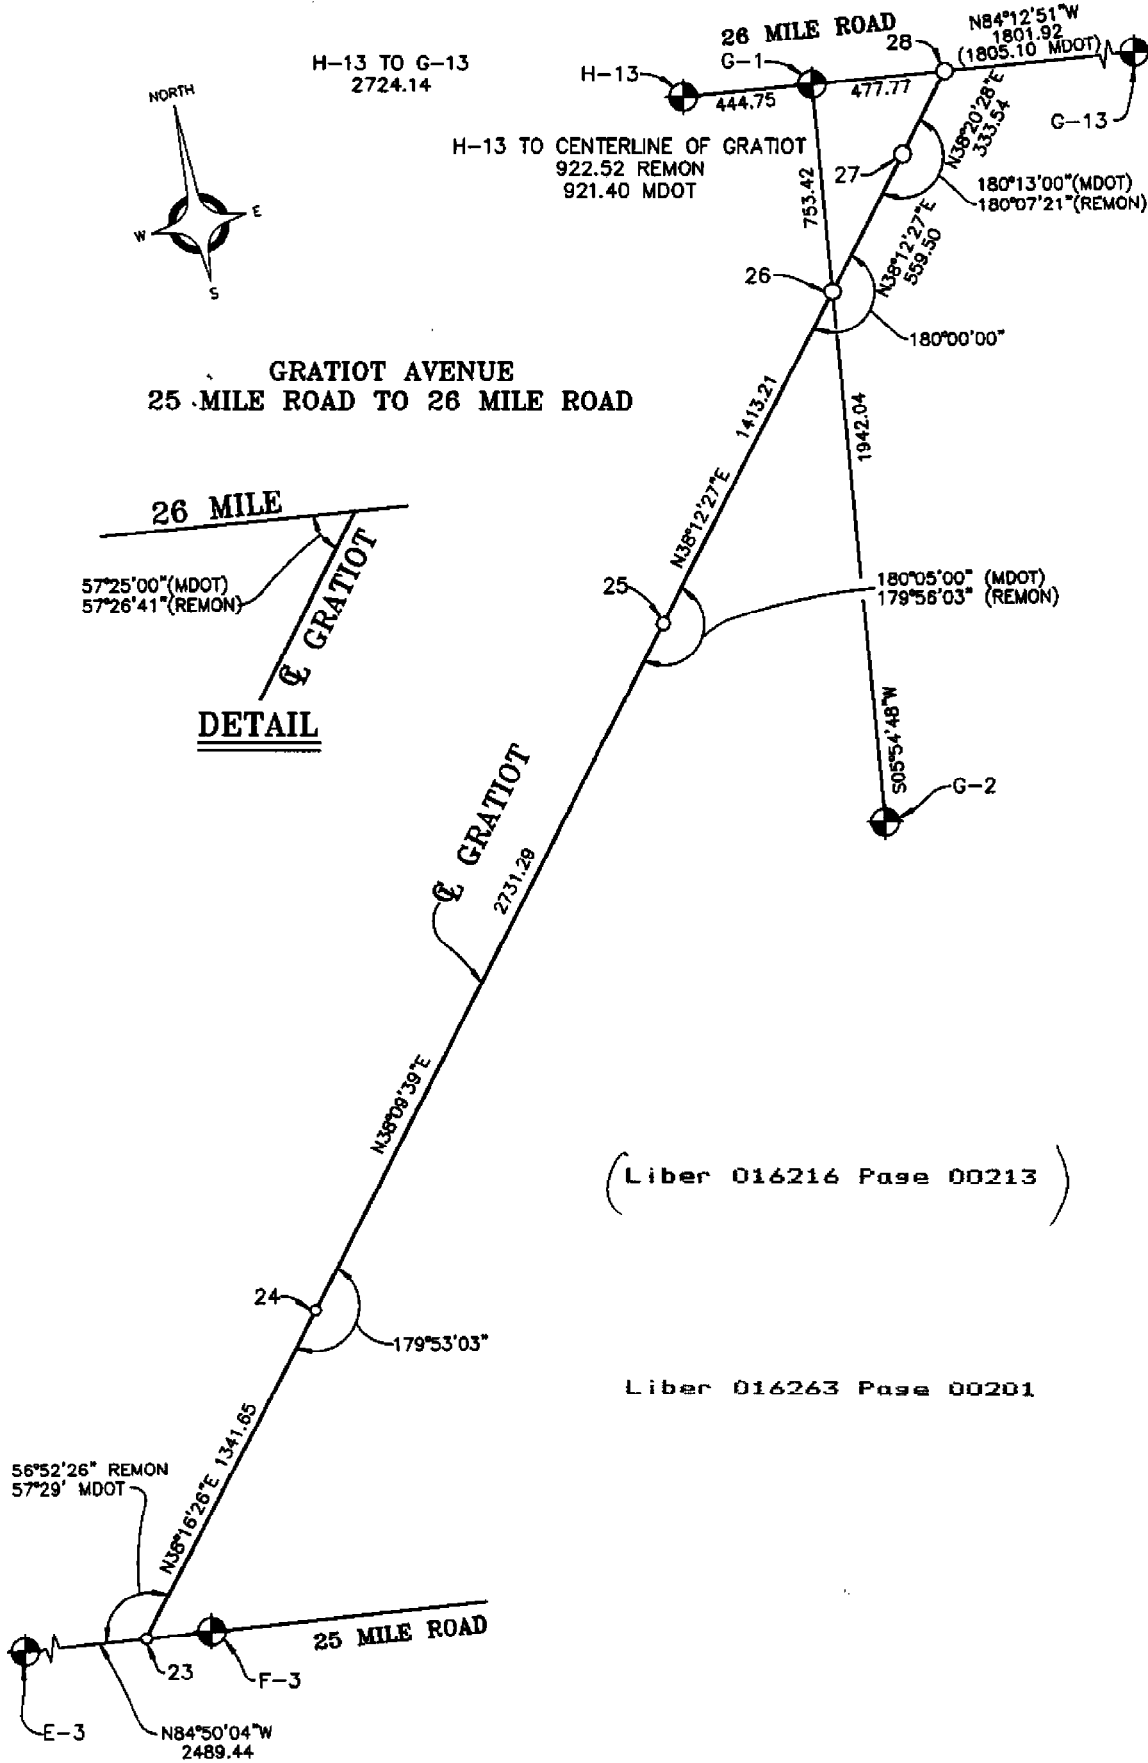 26 MILE ROAD
N84°12'51"W
1801.92
(1805.10 MDOT)
H-13 TO G-13
2724.14
H-13
G-1
28
444.75
477.77
G-13
NORTH
E
W
S
H-13 TO CENTERLINE OF GRATIOT
922.52 REMON
921.40 MDOT
N38°20'28"E
333.54
27
180°13'00"(MDOT)
180°07'21"(REMON)
753.42
N38°12'27"E
559.50
26
180°00'00"
GRATIOT AVENUE
25 MILE ROAD TO 26 MILE ROAD
1413.21
1942.04
26 MILE
57°25'00"(MDOT)
57°26'41"(REMON)
℄ GRATIOT
DETAIL
N38°12'27"E
25
180°05'00" (MDOT)
179°56'03" (REMON)
S05°54'48"W
G-2
℄ GRATIOT
2731.29
N38°09'39"E
(Liber 016216 Page 00213)
24
179°53'03"
Liber 016263 Page 00201
56°52'26" REMON
57°29' MDOT
N38°16'26"E 1341.65
25 MILE ROAD
23
F-3
E-3
N84°50'04"W
2489.44